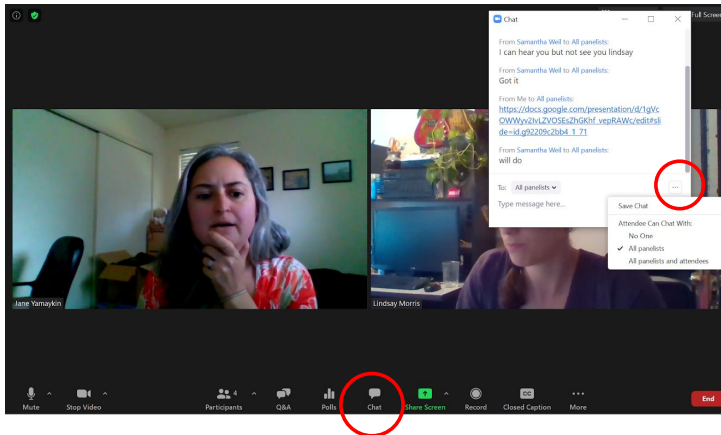 Full Screen
Chat
From Samantha Weil to All panelists:
I can hear you but not see you lindsay
From Samantha Weil to All panelists:
Got it
From Me to All panelists:
https://docs.google.com/presentation/d/1gVc
OWWyv2IvLZVOSEsZhGKhf_vepRAWc/edit#sli
de=id.g92209c2bb4_1_71
From Samantha Weil to All panelists:
will do
To: All panelists
Type message here...
Save Chat
Attendee Can Chat With:
No One
✓ All panelists
All panelists and attendees
Jane Yamaykin
Lindsay Morris
Mute
Stop Video
4
Participants
Q&A
Polls
Chat
Share Screen
Record
CC
Closed Caption
More
End